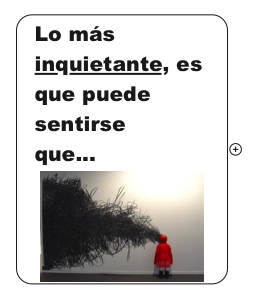 Lo más
inquietante, es
que puede
sentirse
que...